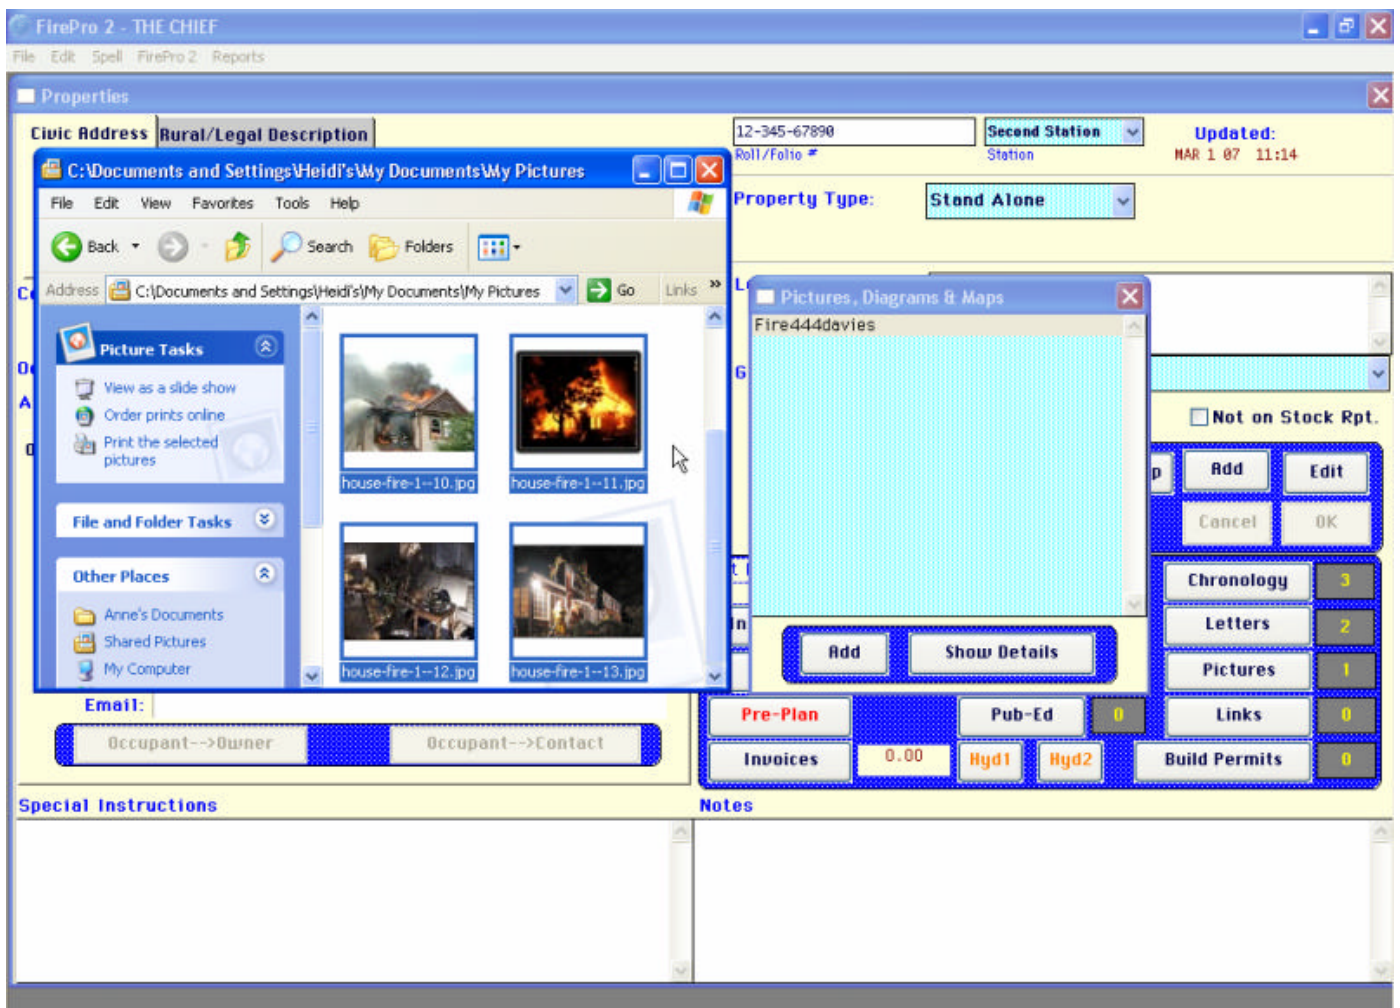 FirePro 2 - THE CHIEF
File Edit Spell FirePro 2 Reports
Properties
Civic Address Rural/Legal Description
12-345-67890 Second Station Updated:
Roll/Folio # Station MAR 1 07 11:14
Property Type: Stand Alone
C:\Documents and Settings\Heidi's\My Documents\My Pictures
File Edit View Favorites Tools Help
Back Search Folders
Address C:\Documents and Settings\Heidi's\My Documents\My Pictures Go Links »
Picture Tasks
View as a slide show
Order prints online
Print the selected
pictures
File and Folder Tasks
Other Places
Anne's Documents
Shared Pictures
My Computer
house-fire-1--10.jpg house-fire-1--11.jpg
house-fire-1--12.jpg house-fire-1--13.jpg
Pictures, Diagrams & Maps
Fire444davies
Add Show Details
Not on Stock Rpt.
Add Edit
Cancel OK
Chronology 3
Letters 2
Pictures 1
Pre-Plan Pub-Ed 0 Links 0
Invoices 0.00 Hyd1 Hyd2 Build Permits 0
Email:
Occupant-->Owner Occupant-->Contact
Special Instructions Notes